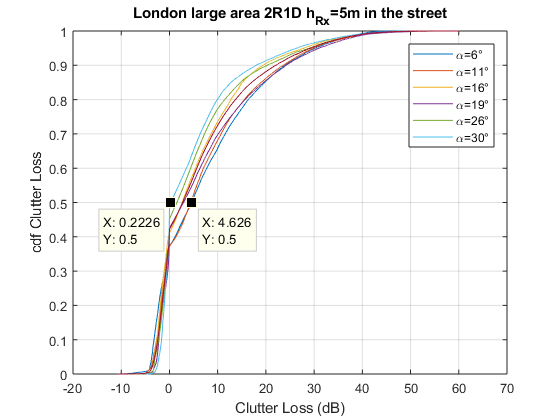 London large area 2R1D h_Rx=5m in the street
1
0.9
0.8
0.7
0.6
0.5
0.4
0.3
0.2
0.1
0
cdf Clutter Loss
α=6°
α=11°
α=16°
α=19°
α=26°
α=30°
X: 0.2226
Y: 0.5
X: 4.626
Y: 0.5
-20 -10 0 10 20 30 40 50 60 70
Clutter Loss (dB)